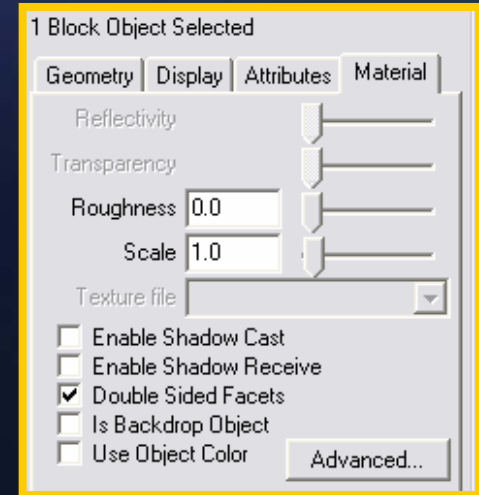 1 Block Object Selected
Geometry Display Attributes Material
Reflectivity
Transparency
Roughness 0.0
Scale 1.0
Texture file
Enable Shadow Cast
Enable Shadow Receive
Double Sided Facets
Is Backdrop Object
Use Object Color Advanced...